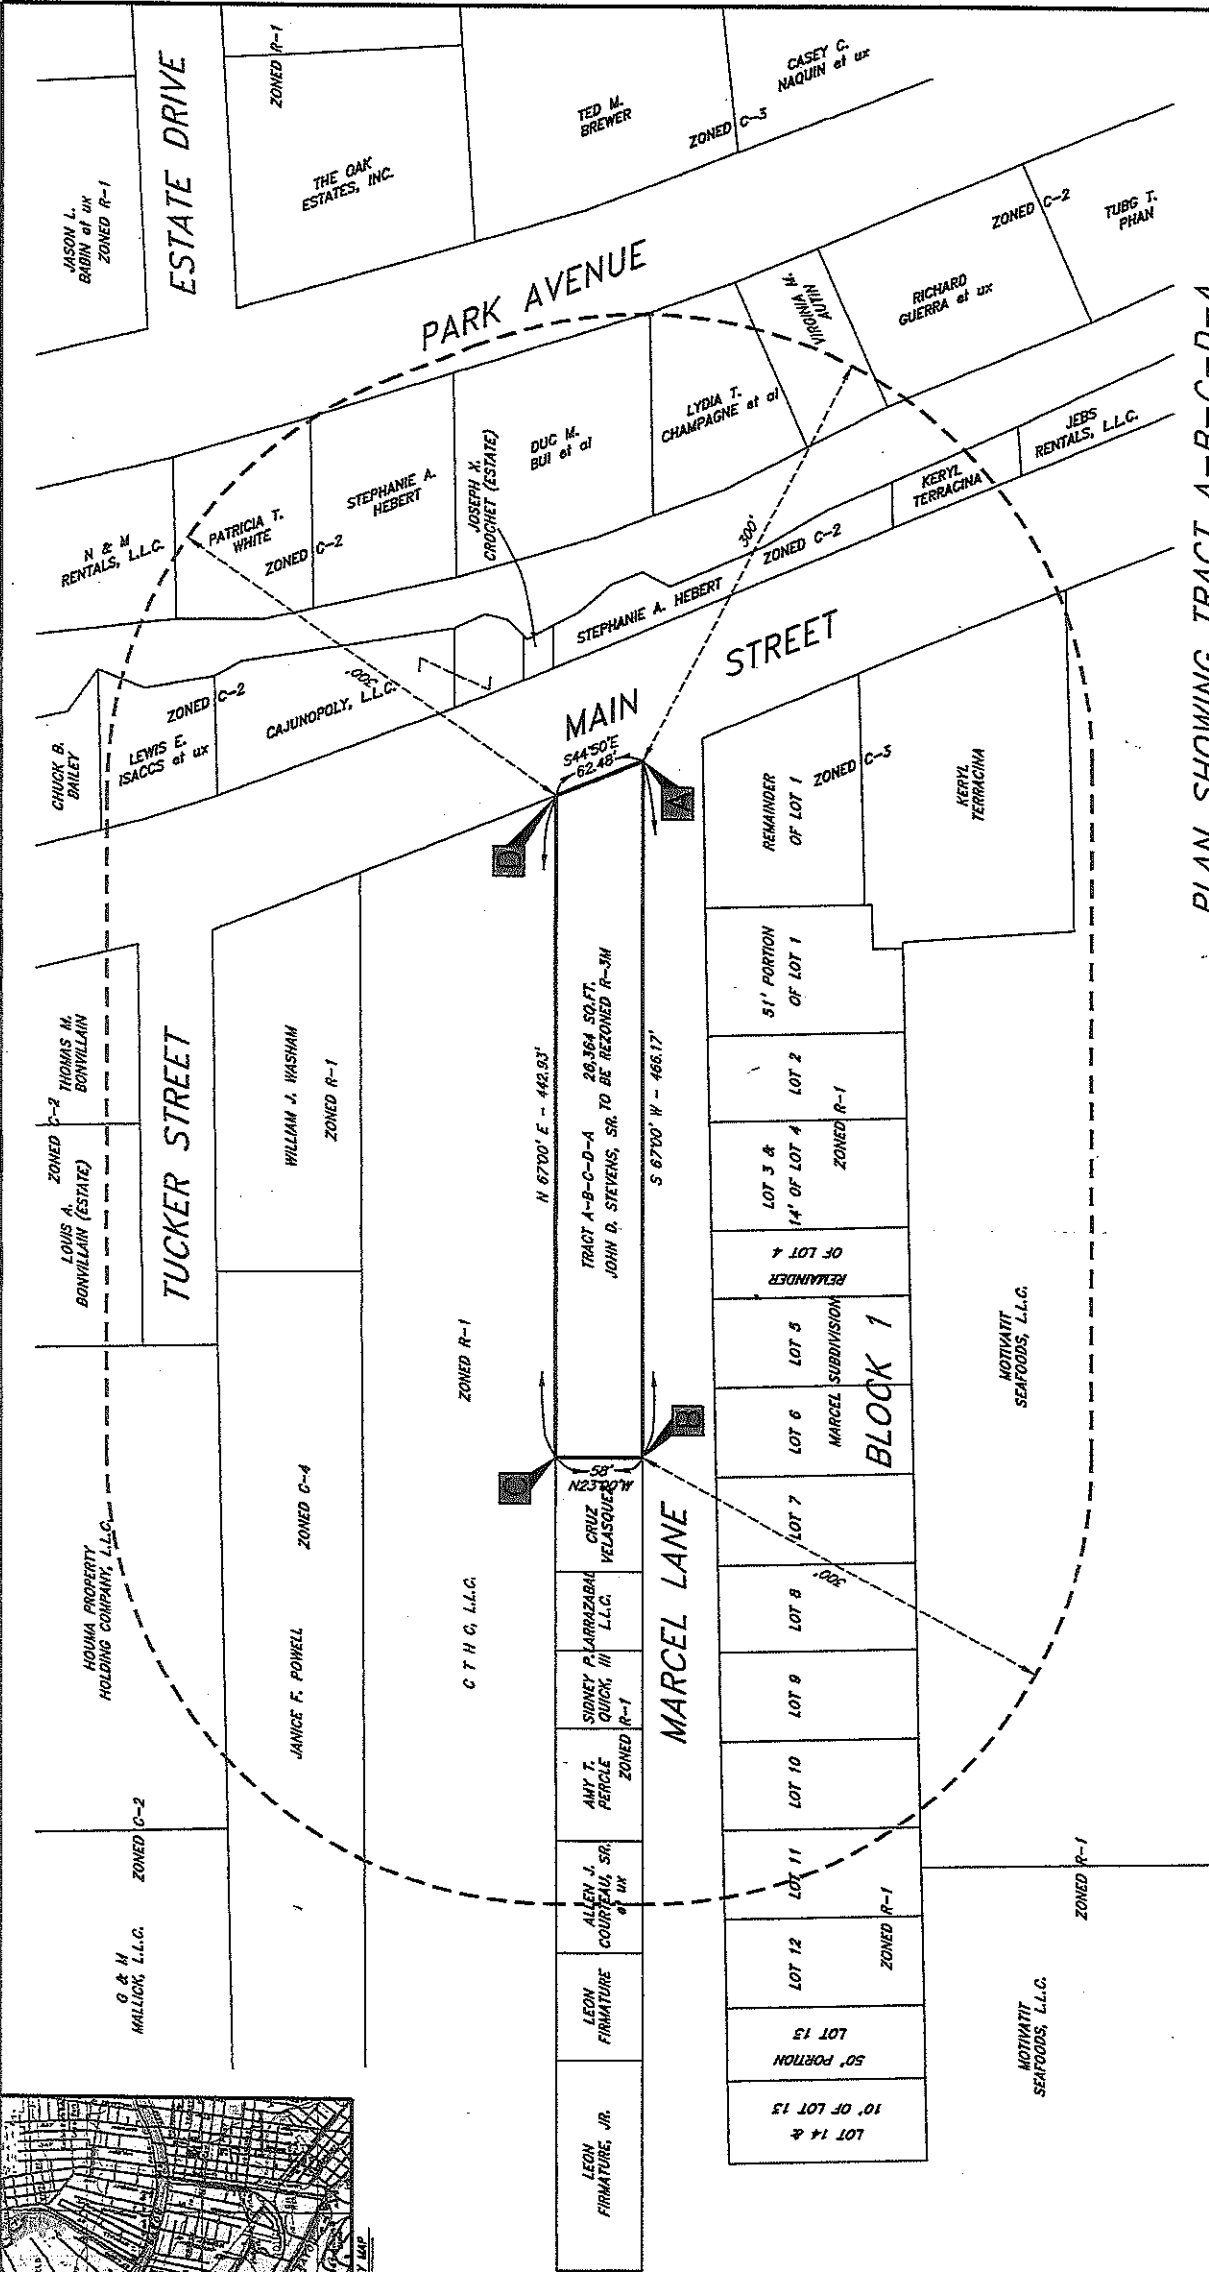 JASON L.
BABIN et ux
ZONED R-1
ESTATE DRIVE
ZONED R-1
THE OAK
ESTATES, INC.
TED M.
BREWER
ZONED C-3
CASEY C.
NAQUIN et ux
PARK AVENUE
N & M
RENTALS, L.L.C.
PATRICIA T.
WHITE
ZONED C-2
STEPHANIE A.
HEBERT
JOSEPH X.
CROCHET (ESTATE)
DUC M.
BUI et al
LYDIA T.
CHAMPAGNE et al
VIRGINIA M.
AUTIN
RICHARD
GUERRA et ux
ZONED C-2
TUBG T.
PHAN
CHUCK B.
DAILEY
LEWIS E.
ISACCS et ux
ZONED C-2
CAJUNOPOLY, L.L.C.
300'
STEPHANIE A. HEBERT
ZONED C-2
300'
KERYL
TERRACINA
JEBS
RENTALS, L.L.C.
MAIN STREET
S44°50'E
62.48'
D
A
THOMAS M.
BONVILLAIN
ZONED C-2
LOUIS A.
BONVILLAIN (ESTATE)
TUCKER STREET
WILLIAM J. WASHAM
ZONED R-1
N 67°00' E - 442.93'
TRACT A-B-C-D-A 26,364 SQ.FT.
JOHN D. STEVENS, SR. TO BE REZONED R-3M
S 67°00' W - 466.17'
REMAINDER
OF LOT 1
ZONED C-3
KERYL
TERRACINA
51' PORTION
OF LOT 1
LOT 2
LOT 3 &
14' OF LOT 4
ZONED R-1
REMAINDER
OF LOT 4
LOT 5
LOT 6
MARCEL SUBDIVISION
BLOCK 1
MOTIVATIT
SEAFOODS, L.L.C.
HOUMA PROPERTY
HOLDING COMPANY, L.L.C.
JANICE F. POWELL
ZONED C-4
ZONED R-1
C T H C, L.L.C.
C
B
58'
N23°00'W
CRUZ
VELASQUEZ
LARRAZABAL
L.L.C.
SIDNEY P.
QUICK, III
ZONED R-1
AMY T.
PERCLE
ALLEN J.
COURTEAU, SR.
et ux
LEON
FIRMATURE
LEON
FIRMATURE, JR.
MARCEL LANE
LOT 7
LOT 8
300'
LOT 9
LOT 10
LOT 11
LOT 12
ZONED R-1
50' PORTION
LOT 13
LOT 14 &
10' OF LOT 13
ZONED R-1
MOTIVATIT
SEAFOODS, L.L.C.
G & M
MALLICK, L.L.C.
ZONED C-2
Y MAP
PLAN SHOWING TRACT A-B-C-D-A